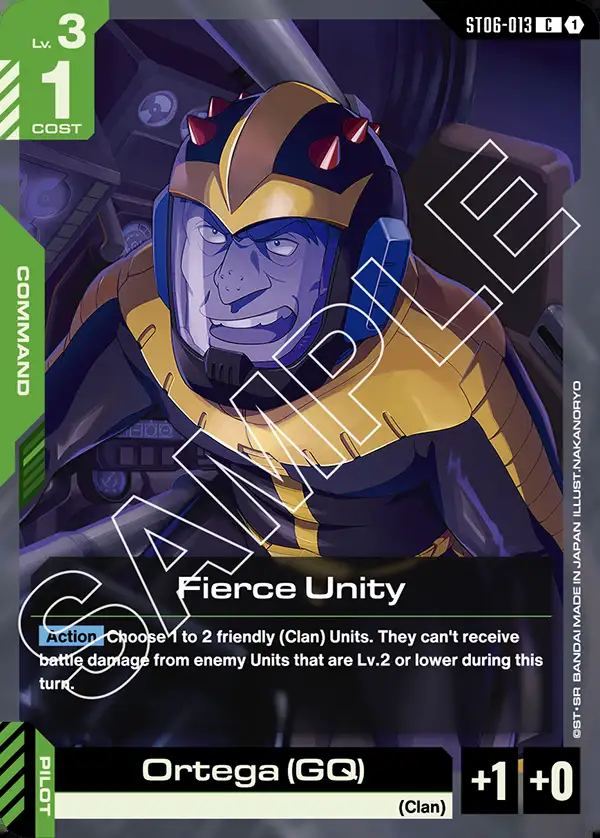 ST06-013 C 1
Lv. 3
1
COST
COMMAND
SAMPLE
Fierce Unity
Action Choose 1 to 2 friendly (Clan) Units. They can't receive
battle damage from enemy Units that are Lv.2 or lower during this
turn.
©ST・SR BANDAI MADE IN JAPAN ILLUST.NAKANORYO
PILOT
Ortega (GQ)
(Clan)
+1 +0